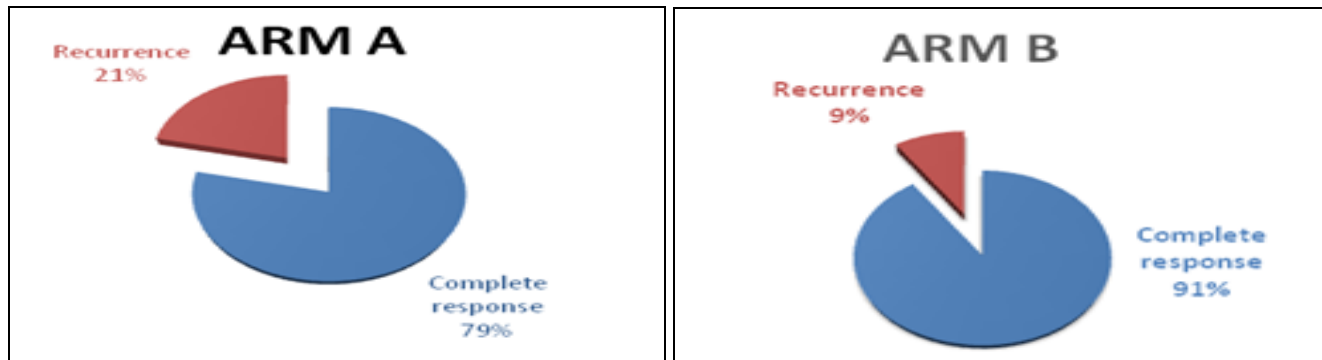 ARM A
Recurrence
21%
Complete
response
79%
ARM B
Recurrence
9%
Complete
response
91%